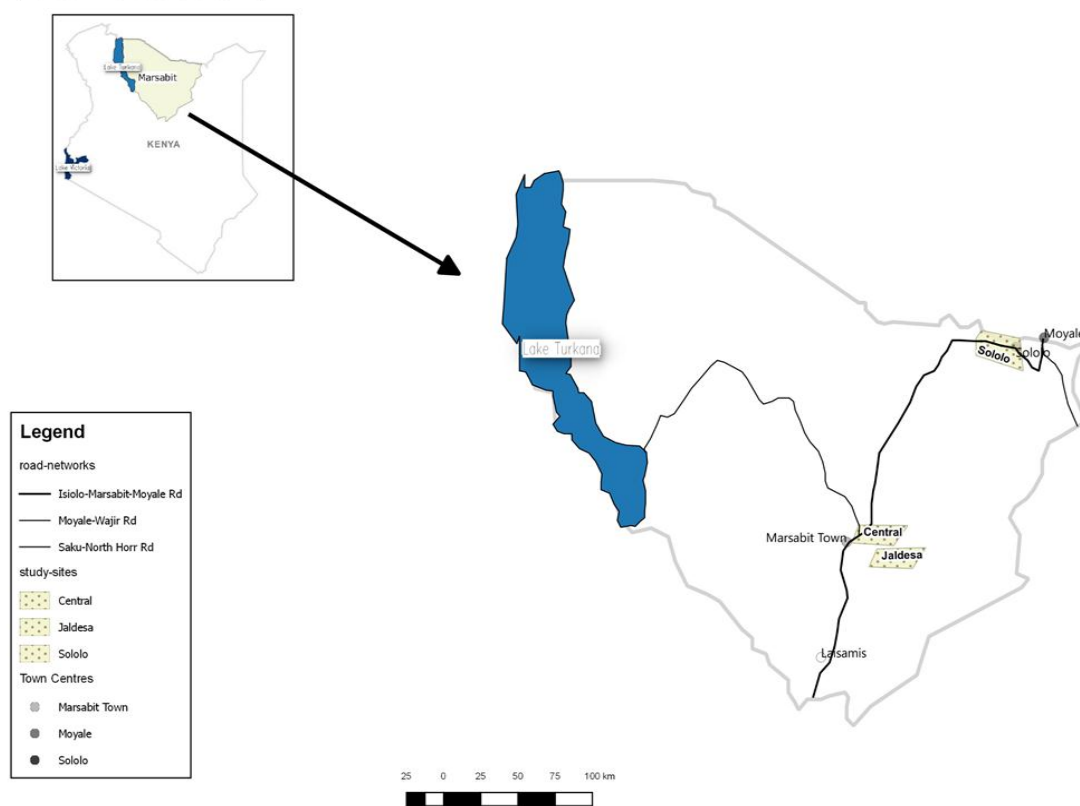 Lake Turkana
Marsabit
KENYA
Lake Victoria
Lake Turkana
Moyale
Sololo
Sololo
Marsabit Town
Central
Jaldesa
Laisamis
Legend
road-networks
Isiolo-Marsabit-Moyale Rd
Moyale-Wajir Rd
Saku-North Horr Rd
study-sites
Central
Jaldesa
Sololo
Town Centres
Marsabit Town
Moyale
Sololo
25 0 25 50 75 100 km